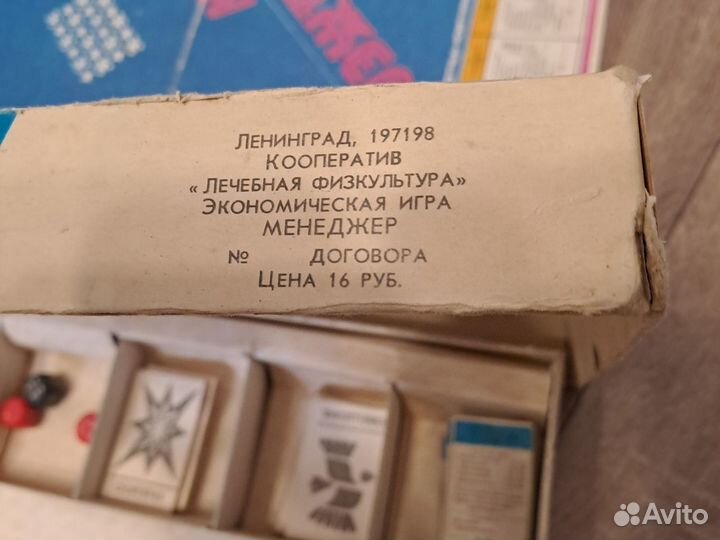 ЛЕНИНГРАД, 197198
КООПЕРАТИВ
«ЛЕЧЕБНАЯ ФИЗКУЛЬТУРА»
ЭКОНОМИЧЕСКАЯ ИГРА
МЕНЕДЖЕР
№ ДОГОВОРА
ЦЕНА 16 РУБ.
Avito